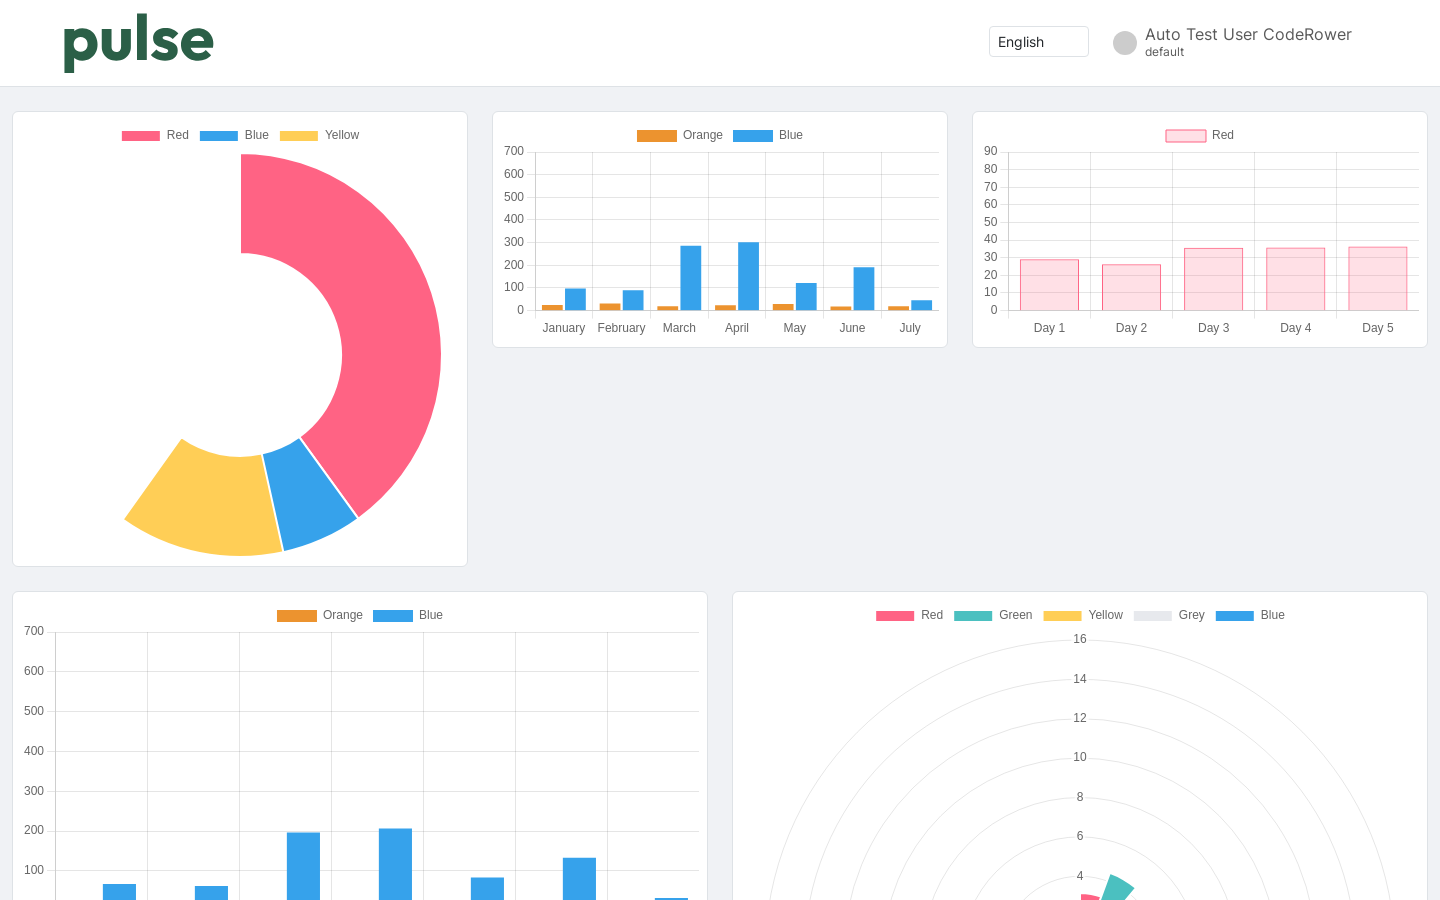 pulse
English
Auto Test User CodeRower
default
Red Blue Yellow
Orange Blue
700
600
500
400
300
200
100
0
January February March April May June July
Red
90
80
70
60
50
40
30
20
10
0
Day 1 Day 2 Day 3 Day 4 Day 5
Orange Blue
700
600
500
400
300
200
100
Red Green Yellow Grey Blue
16
14
12
10
8
6
4